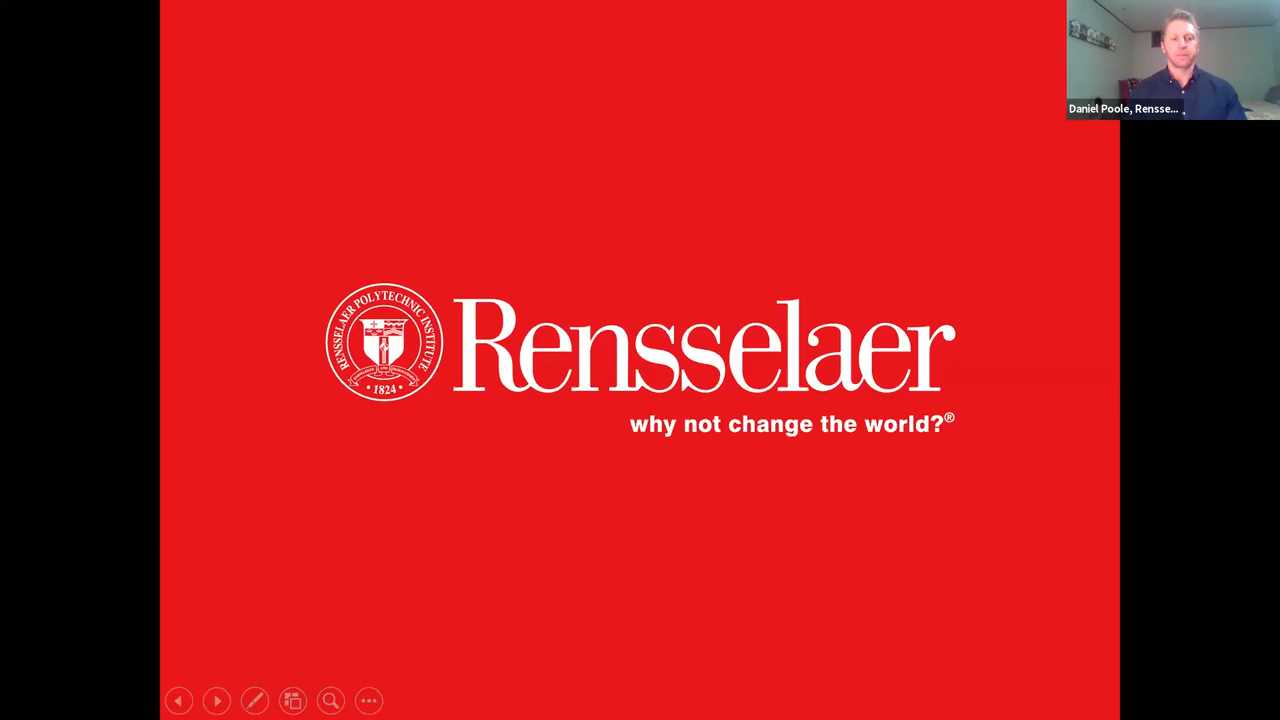 Daniel Poole, Rensse...
RENSSELAER POLYTECHNIC INSTITUTE
• 1824 •
Rensselaer
why not change the world?®